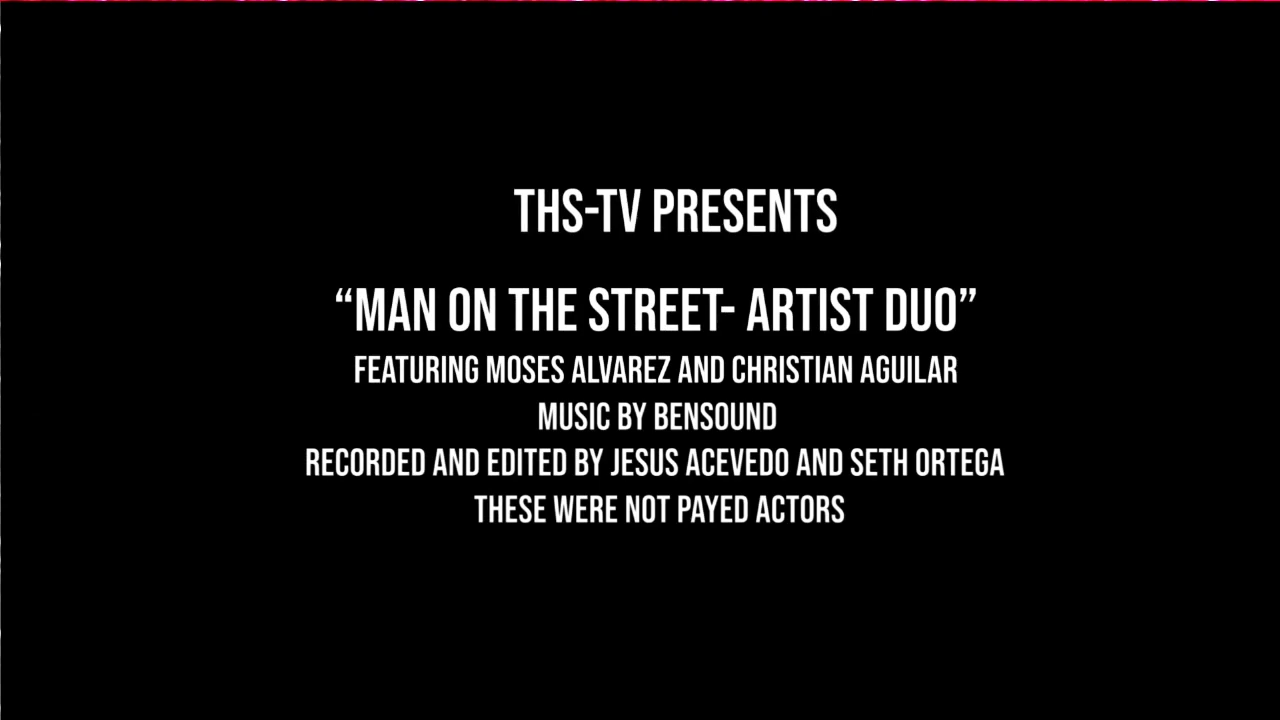 THS-TV PRESENTS
“MAN ON THE STREET- ARTIST DUO”
FEATURING MOSES ALVAREZ AND CHRISTIAN AGUILAR
MUSIC BY BENSOUND
RECORDED AND EDITED BY JESUS ACEVEDO AND SETH ORTEGA
THESE WERE NOT PAYED ACTORS